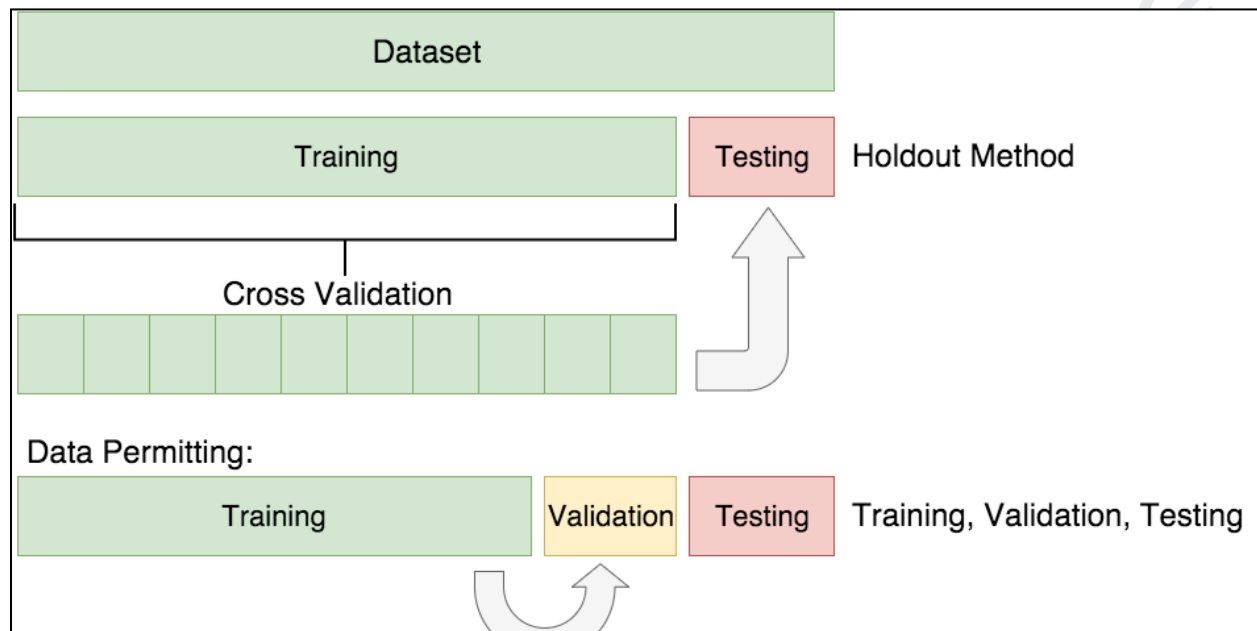 Dataset
Training
Testing
Holdout Method
Cross Validation
Data Permitting:
Training
Validation
Testing
Training, Validation, Testing